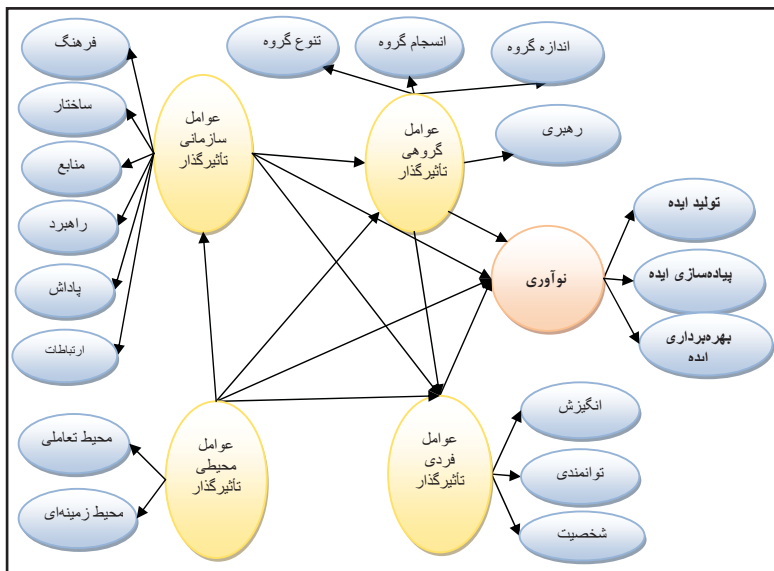 تنوع گروه
انسجام گروه
اندازه گروه
فرهنگ
ساختار
منابع
راهبرد
پاداش
ارتباطات
عوامل
سازمانی
تأثیرگذار
عوامل
گروهی
تأثیرگذار
رهبری
نوآوری
تولید ایده
پیاده‌سازی ایده
بهره‌برداری
ایده
محیط تعاملی
محیط زمینه‌ای
عوامل
محیطی
تأثیرگذار
عوامل
فردی
تأثیرگذار
انگیزش
توانمندی
شخصیت